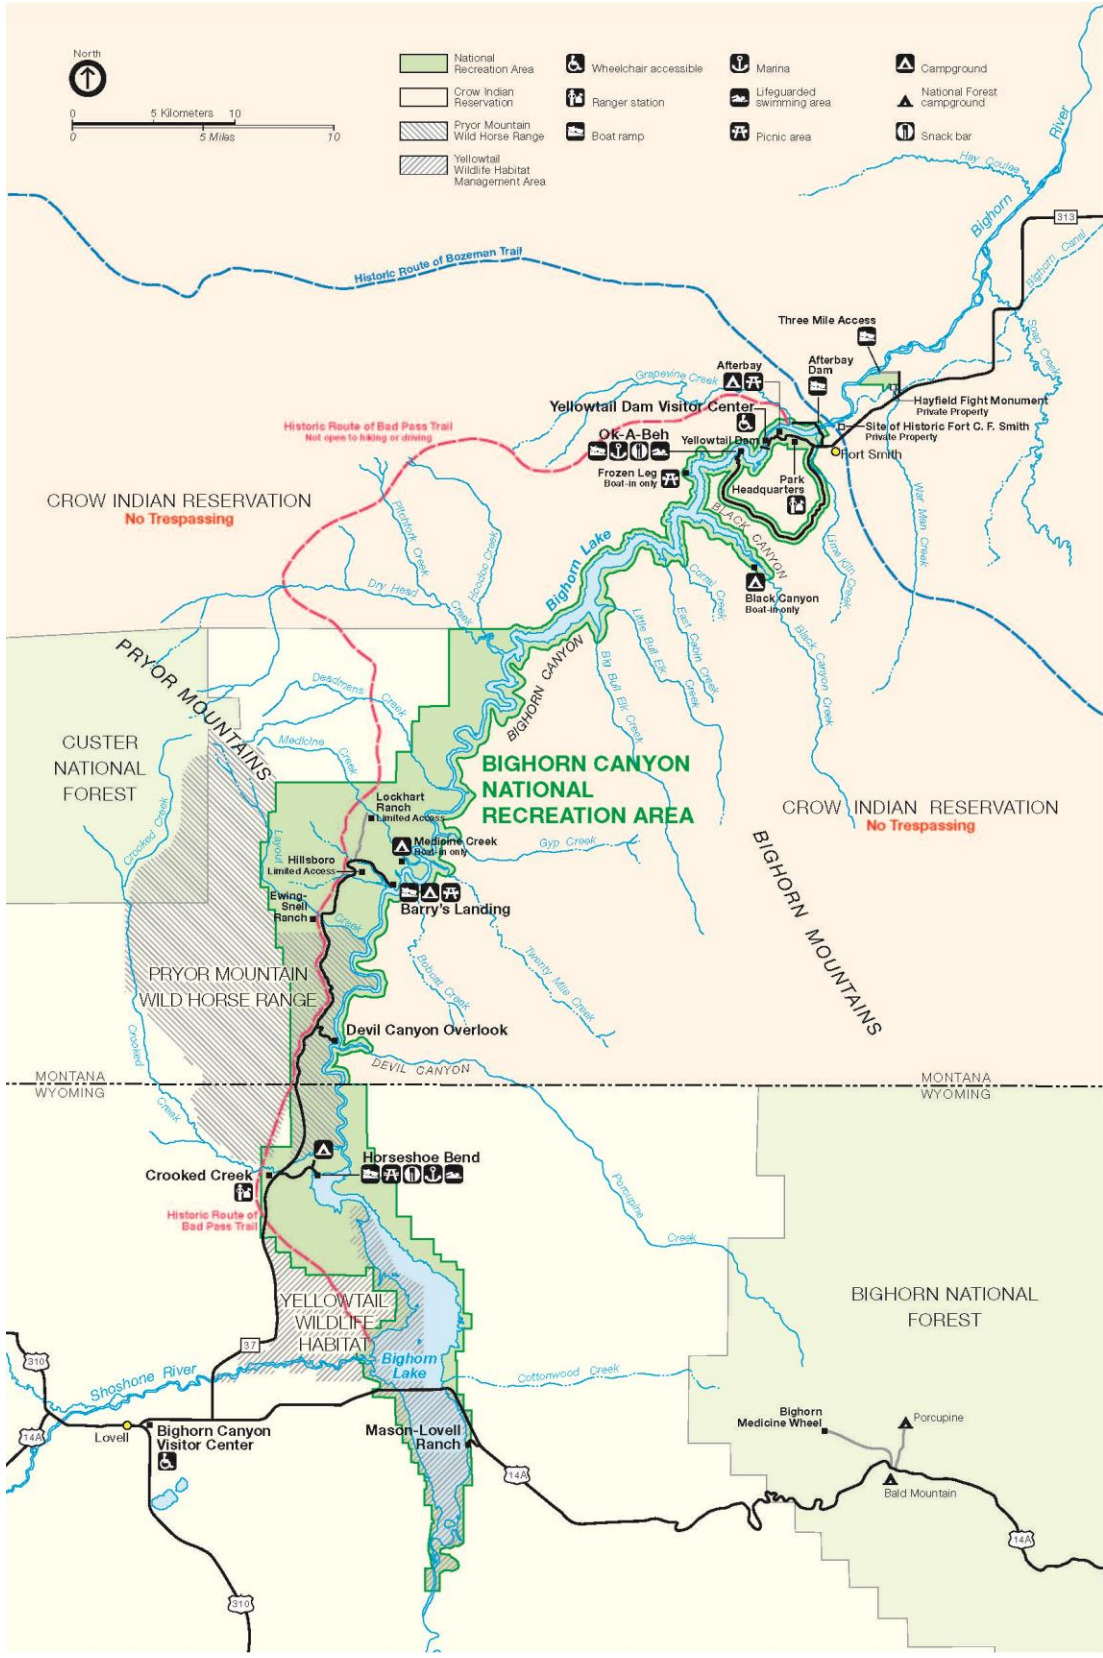 North
0 5 Kilometers 10
0 5 Miles 10
National
Recreation Area
Crow Indian
Reservation
Pryor Mountain
Wild Horse Range
Yellowtail
Wildlife Habitat
Management Area
Wheelchair accessible
Ranger station
Boat ramp
Marina
Lifeguarded
swimming area
Picnic area
Campground
National Forest
campground
Snack bar
River
Hay Coulee
Bighorn
313
Bighorn Canal
Historic Route of Bozeman Trail
Soap Creek
Three Mile Access
Afterbay
Dam
Afterbay
Grapevine Creek
Hayfield Fight Monument
Private Property
Yellowtail Dam Visitor Center
Site of Historic Fort C. F. Smith
Private Property
Historic Route of Bad Pass Trail
Not open to hiking or driving
Ok-A-Beh
Yellowtail Dam
Fort Smith
Frozen Leg
Boat-in only
Park
Headquarters
CROW INDIAN RESERVATION
No Trespassing
Pitchfork Creek
Hoodoo Creek
BLACK CANYON
War Man Creek
Lime Kiln Creek
Bighorn Lake
Corral Creek
Black Canyon
Boat-in only
Dry Head Creek
Little Bull Elk Creek
East Cabin Creek
Big Bull Elk Creek
Black Canyon Creek
BIGHORN CANYON
PRYOR MOUNTAINS
Deadmens Creek
Medicine Creek
CUSTER
NATIONAL
FOREST
BIGHORN CANYON
NATIONAL
RECREATION AREA
CROW INDIAN RESERVATION
No Trespassing
Lockhart
Ranch
Limited Access
Crooked Creek
Layout Creek
Medicine Creek
Boat-in only
Gyp Creek
BIGHORN MOUNTAINS
Hillsboro
Limited Access
Ewing-
Snell
Ranch
Barry's Landing
PRYOR MOUNTAIN
WILD HORSE RANGE
Bobcat Creek
Twenty Mile Creek
Devil Canyon Overlook
DEVIL CANYON
MONTANA
WYOMING
MONTANA
WYOMING
Crooked Creek
Horseshoe Bend
Crooked Creek
Porcupine Creek
Historic Route of
Bad Pass Trail
YELLOWTAIL
WILDLIFE
HABITAT
BIGHORN NATIONAL
FOREST
37
310
Shoshone River
Bighorn
Lake
Cottonwood Creek
14A
Lovell
Bighorn Canyon
Visitor Center
Mason-Lovell
Ranch
Bighorn
Medicine Wheel
Porcupine
14A
Bald Mountain
14A
310